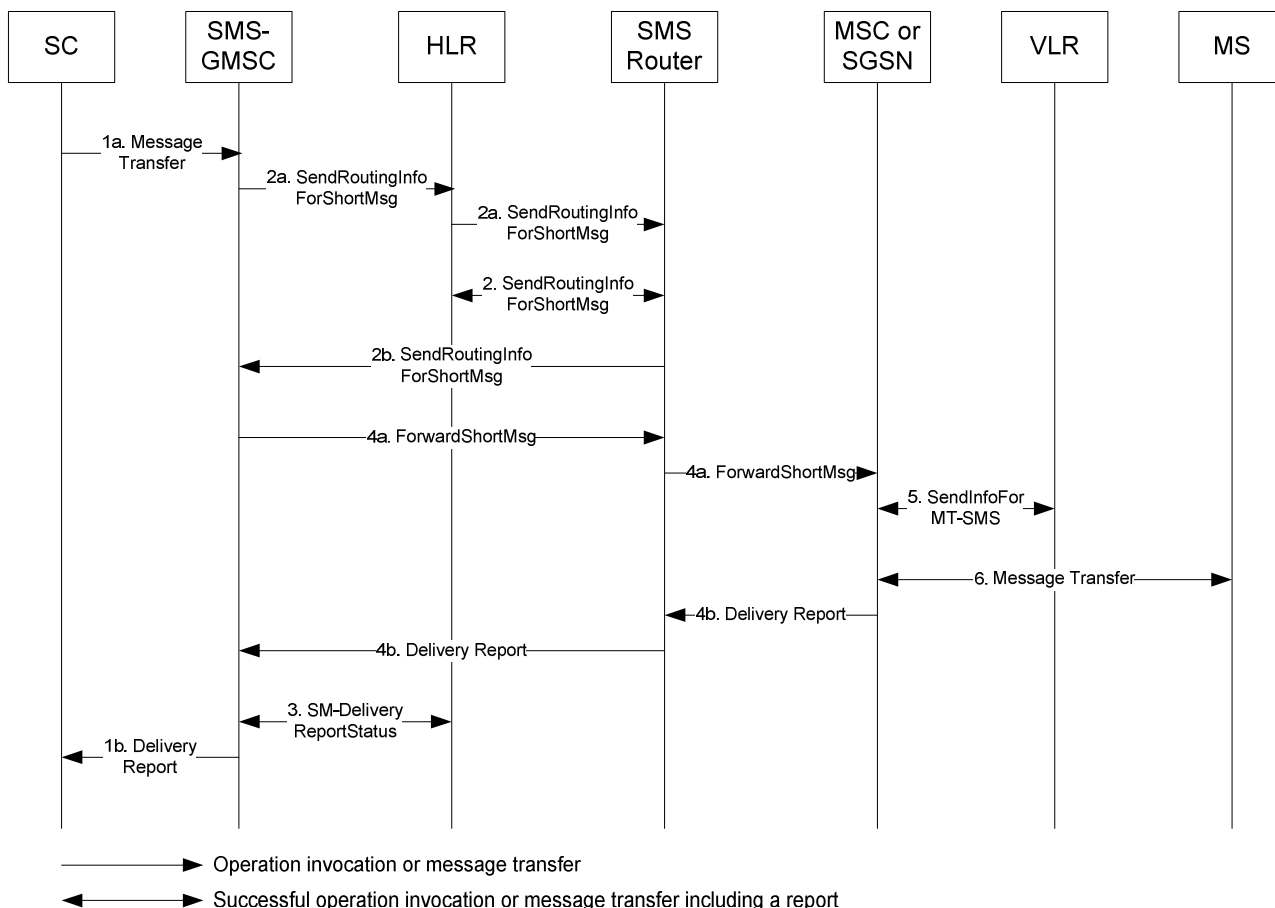 SC
SMS-
GMSC
HLR
SMS
Router
MSC or
SGSN
VLR
MS
1a. Message
Transfer
2a. SendRoutingInfo
ForShortMsg
2a. SendRoutingInfo
ForShortMsg
2. SendRoutingInfo
ForShortMsg
2b. SendRoutingInfo
ForShortMsg
4a. ForwardShortMsg
4a. ForwardShortMsg
5. SendInfoFor
MT-SMS
6. Message Transfer
4b. Delivery Report
4b. Delivery Report
3. SM-Delivery
ReportStatus
1b. Delivery
Report
Operation invocation or message transfer
Successful operation invocation or message transfer including a report